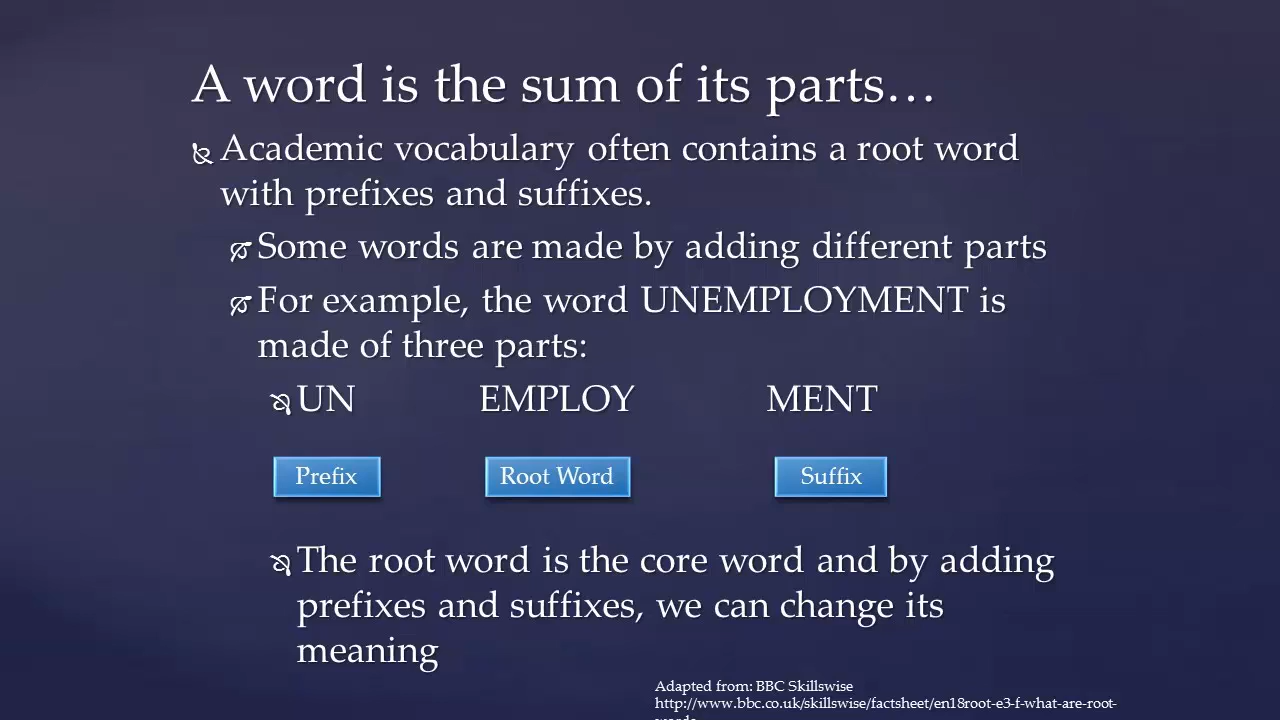 A word is the sum of its parts…
Academic vocabulary often contains a root word
with prefixes and suffixes.
Some words are made by adding different parts
For example, the word UNEMPLOYMENT is
made of three parts:
UN EMPLOY MENT
Prefix Root Word Suffix
The root word is the core word and by adding
prefixes and suffixes, we can change its
meaning
Adapted from: BBC Skillswise
http://www.bbc.co.uk/skillswise/factsheet/en18root-e3-f-what-are-root-